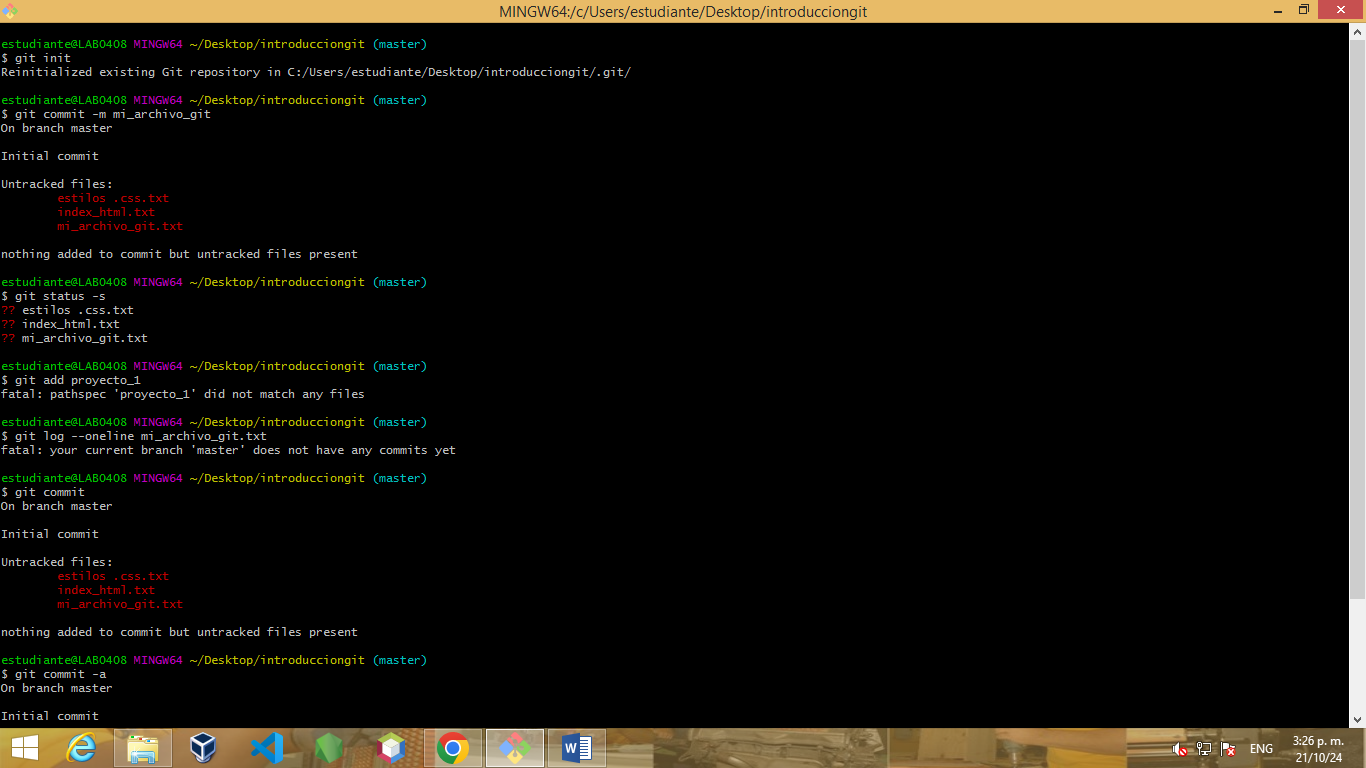 MINGW64:/c/Users/estudiante/Desktop/introducciongit
estudiante@LAB0408 MINGW64 ~/Desktop/introducciongit (master)
$ git init
Reinitialized existing Git repository in C:/Users/estudiante/Desktop/introducciongit/.git/
estudiante@LAB0408 MINGW64 ~/Desktop/introducciongit (master)
$ git commit -m mi_archivo_git
On branch master
Initial commit
Untracked files:
estilos .css.txt
index_html.txt
mi_archivo_git.txt
nothing added to commit but untracked files present
estudiante@LAB0408 MINGW64 ~/Desktop/introducciongit (master)
$ git status -s
?? estilos .css.txt
?? index_html.txt
?? mi_archivo_git.txt
estudiante@LAB0408 MINGW64 ~/Desktop/introducciongit (master)
$ git add proyecto_1
fatal: pathspec 'proyecto_1' did not match any files
estudiante@LAB0408 MINGW64 ~/Desktop/introducciongit (master)
$ git log --oneline mi_archivo_git.txt
fatal: your current branch 'master' does not have any commits yet
estudiante@LAB0408 MINGW64 ~/Desktop/introducciongit (master)
$ git commit
On branch master
Initial commit
Untracked files:
estilos .css.txt
index_html.txt
mi_archivo_git.txt
nothing added to commit but untracked files present
estudiante@LAB0408 MINGW64 ~/Desktop/introducciongit (master)
$ git commit -a
On branch master
Initial commit
ENG
3:26 p. m.
21/10/24